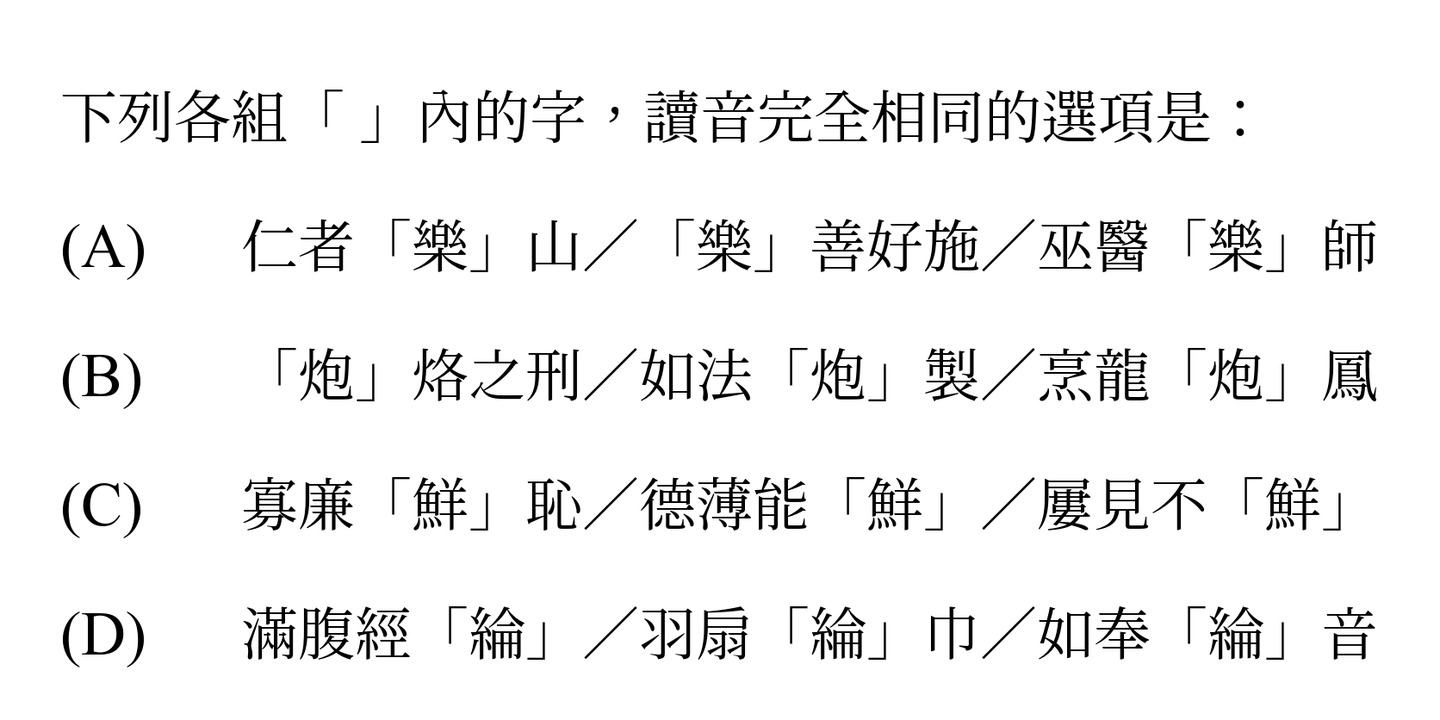 下列各組「 」內的字，讀音完全相同的選項是：
(A) 仁者「樂」山／「樂」善好施／巫醫「樂」師
(B) 「炮」烙之刑／如法「炮」製／烹龍「炮」鳳
(C) 寡廉「鮮」恥／德薄能「鮮」／屢見不「鮮」
(D) 滿腹經「綸」／羽扇「綸」巾／如奉「綸」音